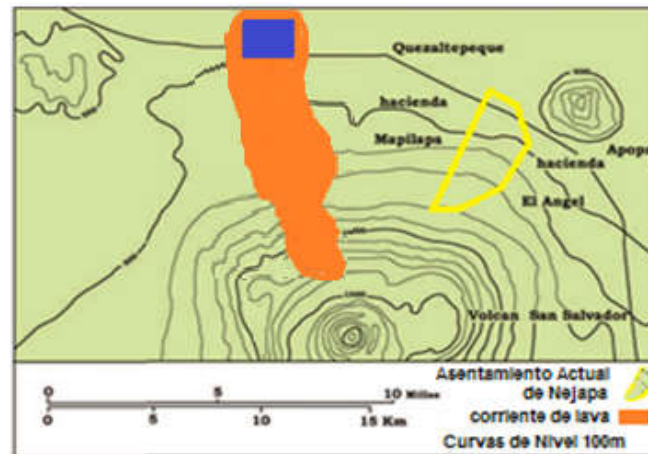 Quezaltepeque
hacienda
Mapilapa
Apopa
hacienda
El Angel
Volcan San Salvador
Asentamiento Actual
de Nejapa
0 5 10 Millas
corriente de lava
0 5 10 15 Km
Curvas de Nivel 100m